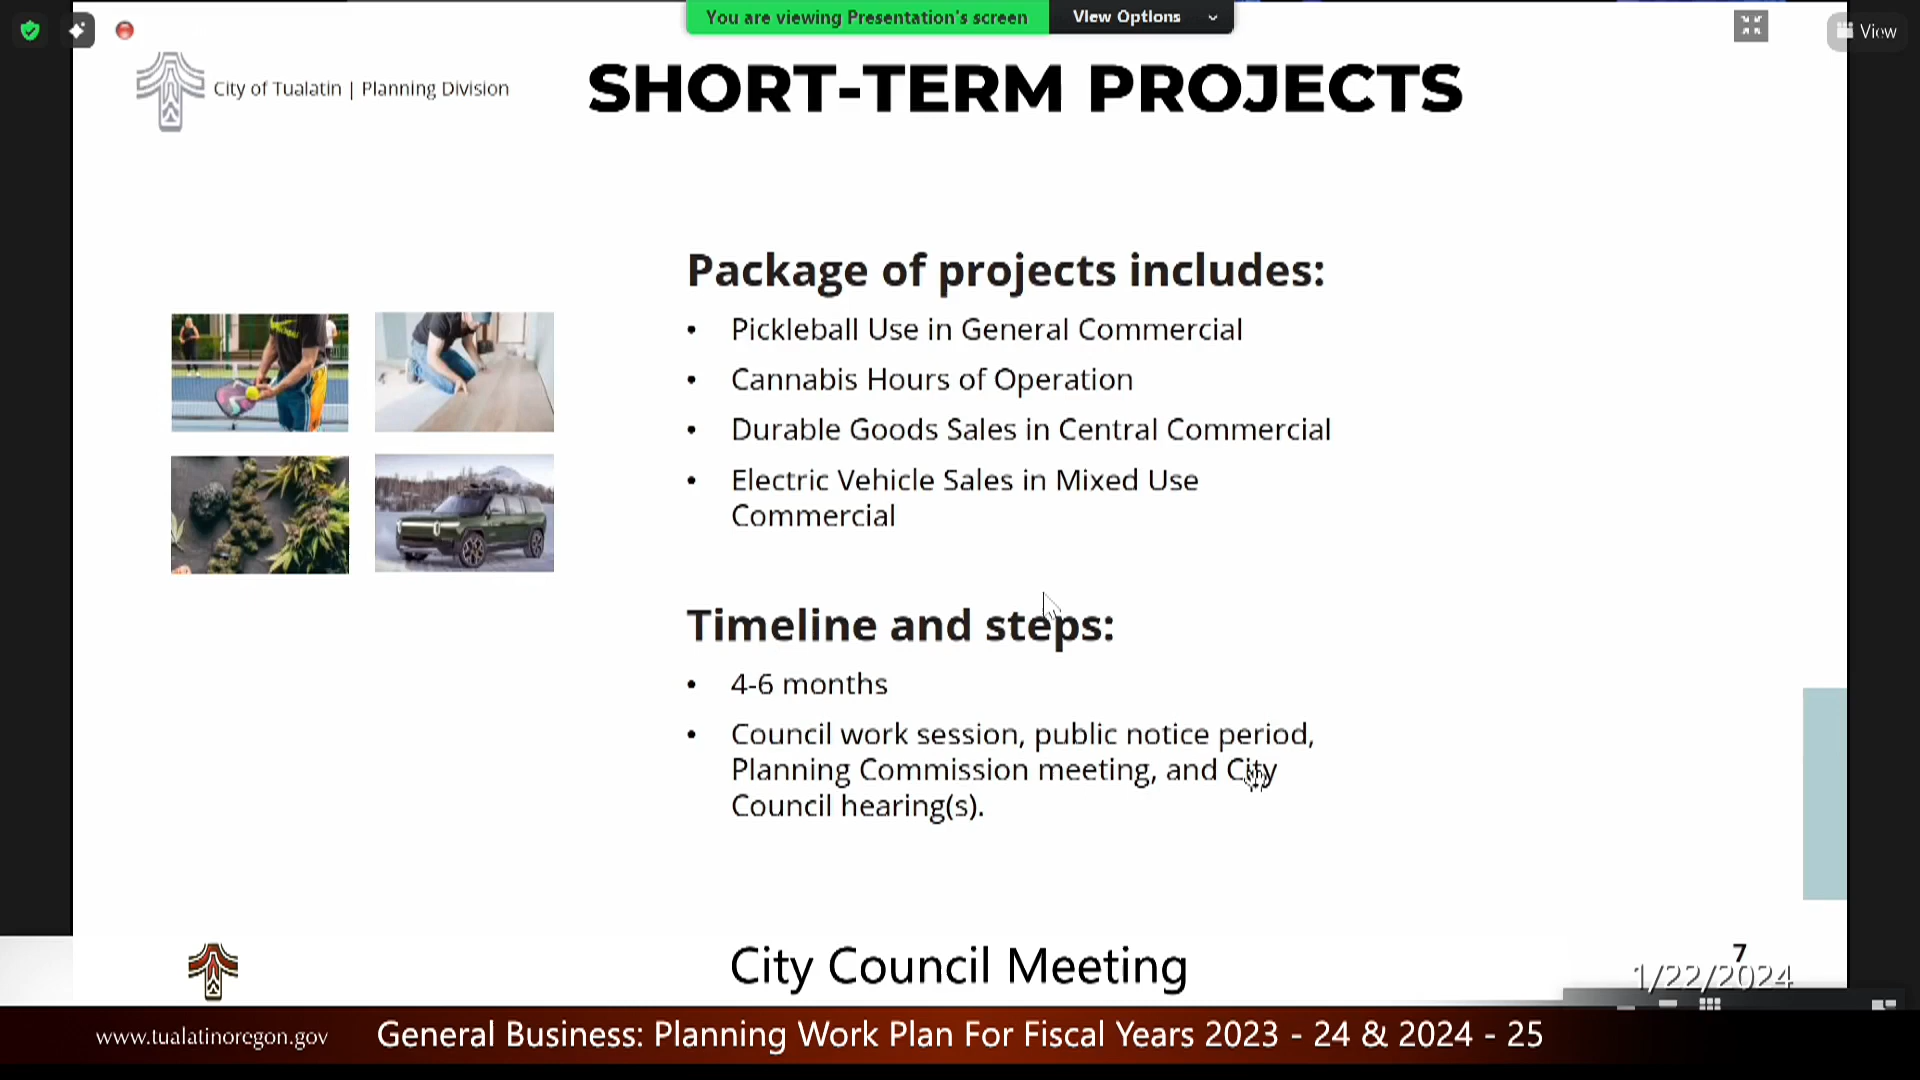 You are viewing Presentation's screen
View Options
View
City of Tualatin | Planning Division
SHORT-TERM PROJECTS
Package of projects includes:
• Pickleball Use in General Commercial
• Cannabis Hours of Operation
• Durable Goods Sales in Central Commercial
• Electric Vehicle Sales in Mixed Use
Commercial
Timeline and steps:
• 4-6 months
• Council work session, public notice period,
Planning Commission meeting, and City
Council hearing(s).
City Council Meeting
7
1/22/2024
www.tualatinoregon.gov
General Business: Planning Work Plan For Fiscal Years 2023 - 24 & 2024 - 25